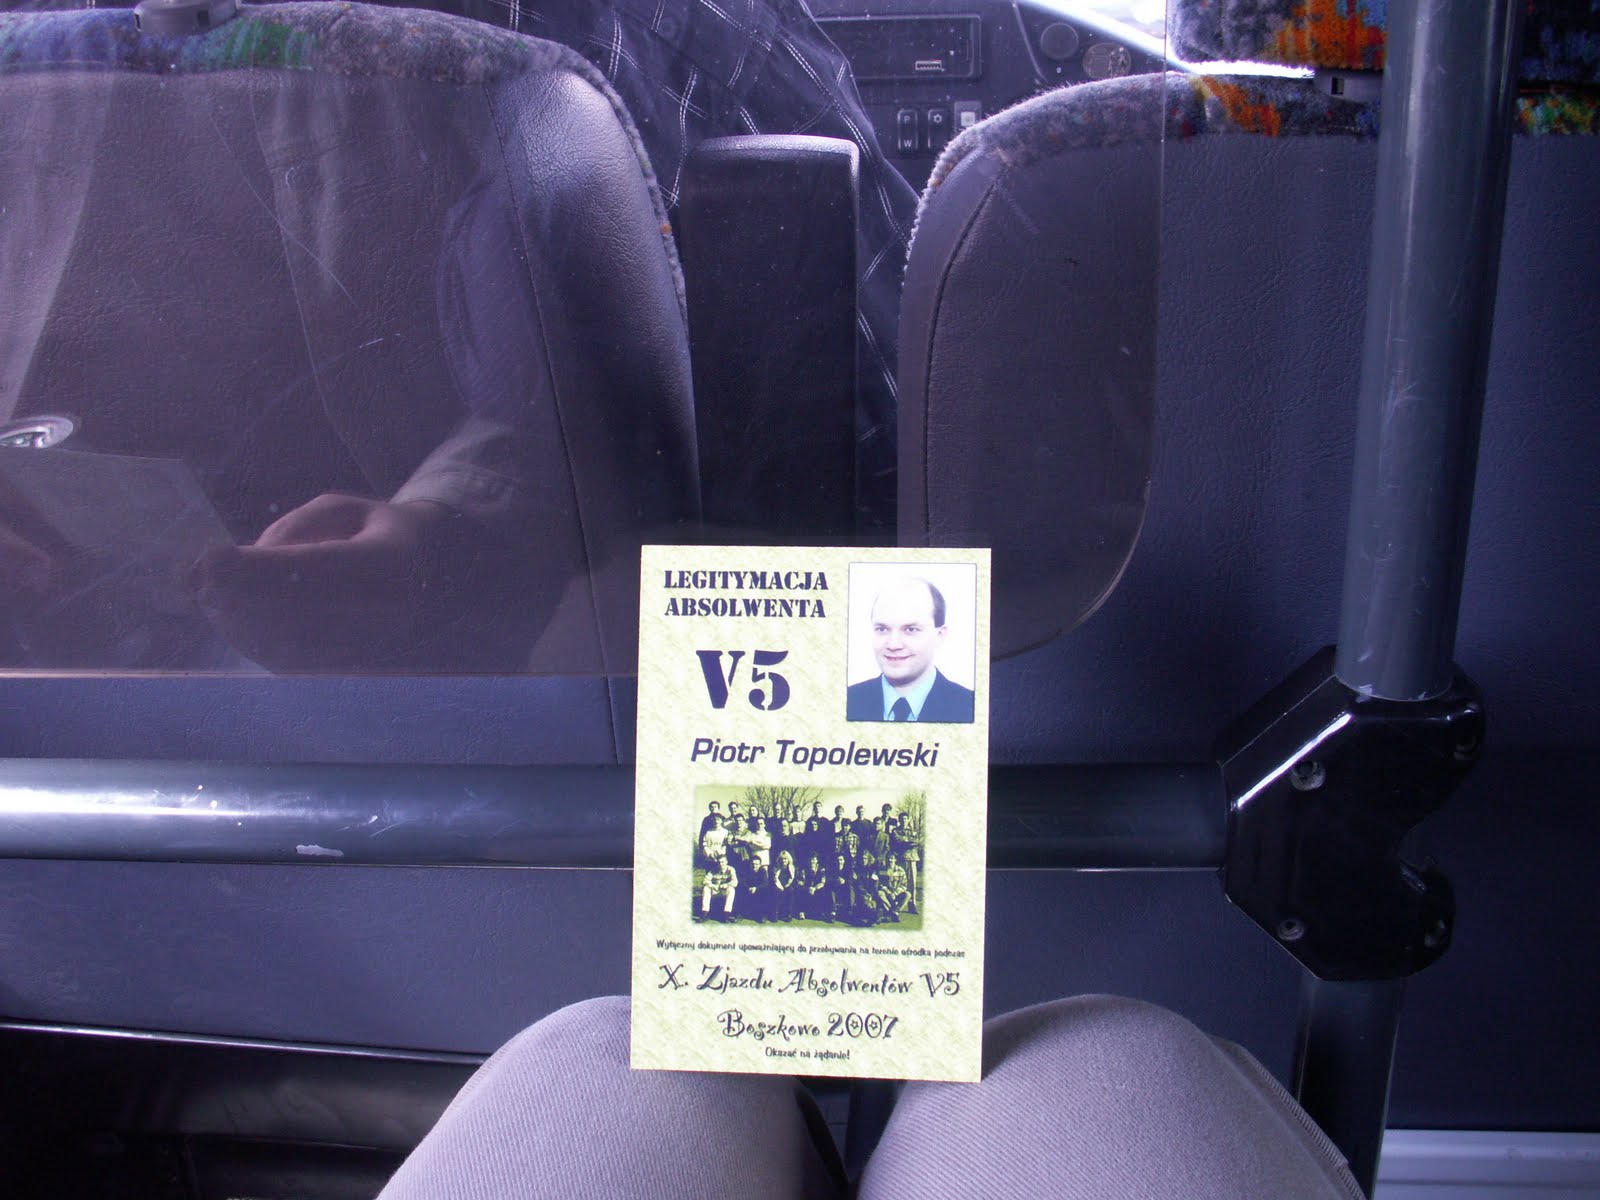 P
W
LEGITYMACJA
ABSOLWENTA
V5
Piotr Topolewski
Wyłączny dokument upoważniający do przebywania na terenie ośrodka podczas
X. Zjazdu Absolwentów V5
Boszkowo 2007
Okazać na żądanie!